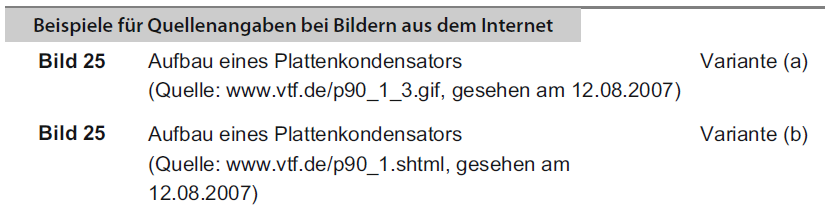 Beispiele für Quellenangaben bei Bildern aus dem Internet
Bild 25 Aufbau eines Plattenkondensators Variante (a)
(Quelle: www.vtf.de/p90_1_3.gif, gesehen am 12.08.2007)
Bild 25 Aufbau eines Plattenkondensators Variante (b)
(Quelle: www.vtf.de/p90_1.shtml, gesehen am
12.08.2007)